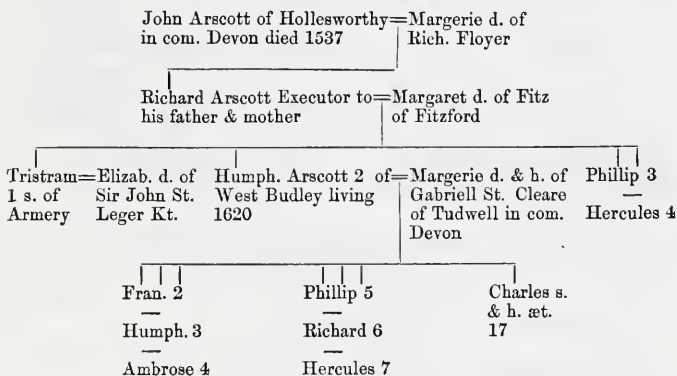 John Arscott of Hollesworthy=Margerie d. of
in com. Devon died 1537 Rich. Floyer
Richard Arscott Executor to=Margaret d. of Fitz
his father & mother of Fitzford
Tristram=Elizab. d. of Humph. Arscott 2 of=Margerie d. & h. of Phillip 3
1 s. of Sir John St. West Budley living Gabriell St. Cleare
Armery Leger Kt. 1620 of Tudwell in com. Hercules 4
Devon
Fran. 2 Phillip 5 Charles s.
& h. æt.
Humph. 3 Richard 6 17
Ambrose 4 Hercules 7